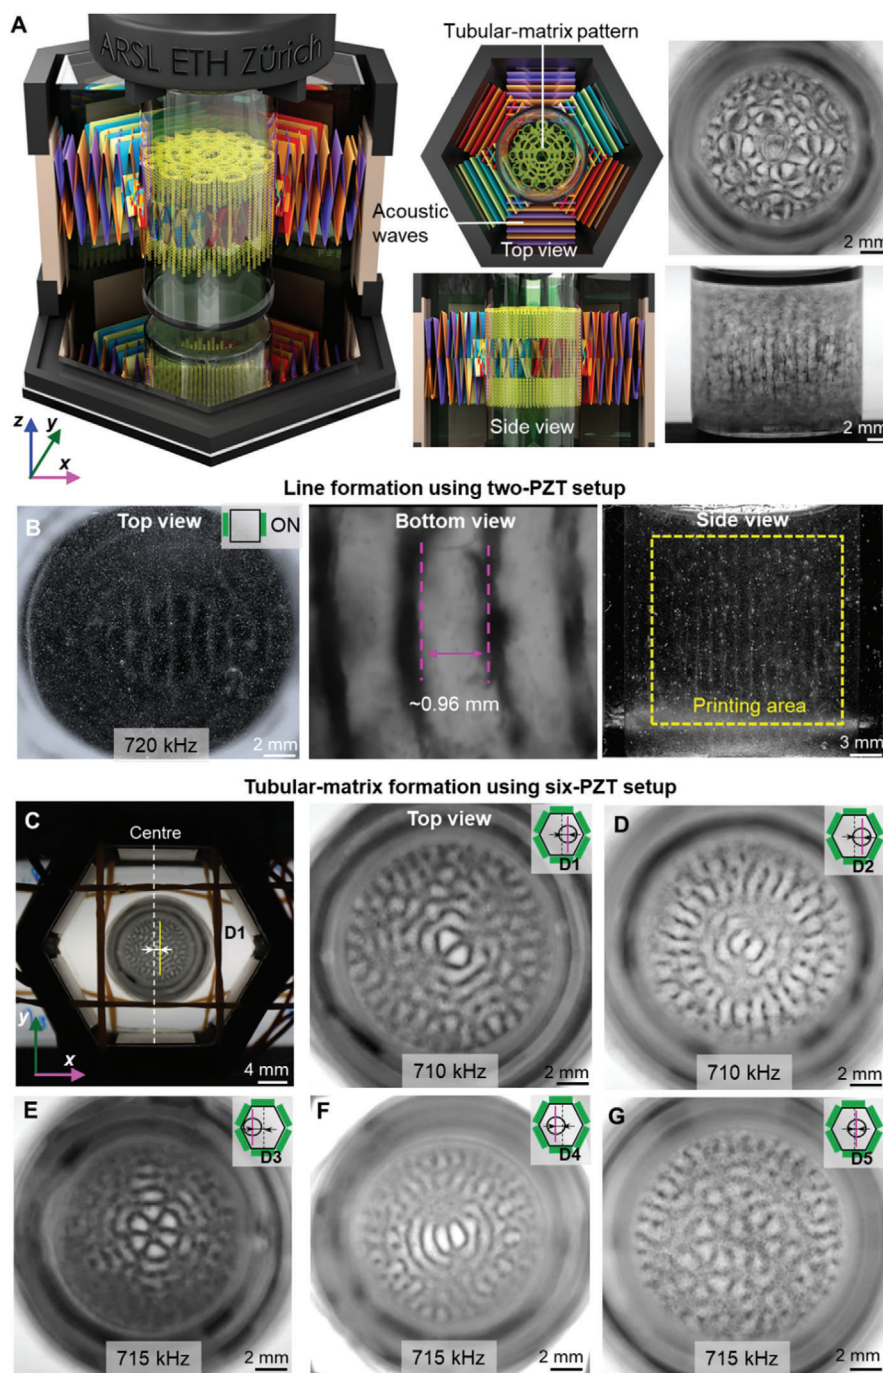 A
ARSL ETH Zürich
Tubular-matrix pattern
Acoustic
waves
Top view
2 mm
Side view
2 mm
z
y
x
Line formation using two-PZT setup
B
Top view
ON
720 kHz
2 mm
Bottom view
~0.96 mm
Side view
Printing area
3 mm
Tubular-matrix formation using six-PZT setup
C
Centre
D1
y
x
4 mm
Top view
D1
710 kHz
2 mm
D
D2
710 kHz
2 mm
E
D3
715 kHz
2 mm
F
D4
715 kHz
2 mm
G
D5
715 kHz
2 mm